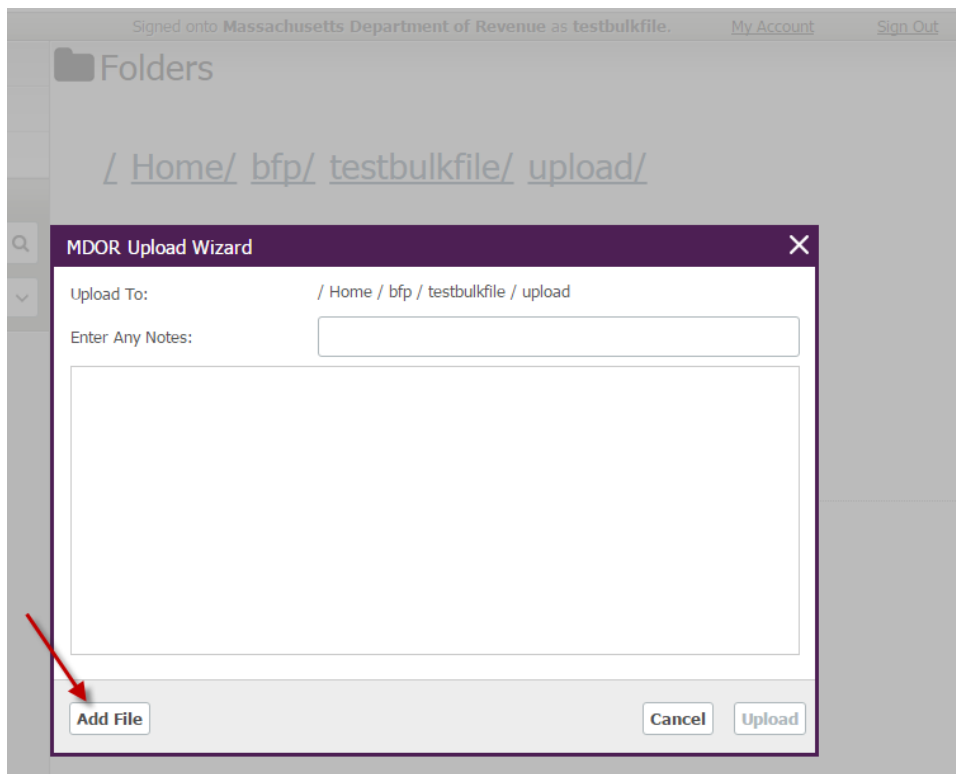 Signed onto Massachusetts Department of Revenue as testbulkfile. My Account Sign Out
Folders
/ Home/ bfp/ testbulkfile/ upload/
MDOR Upload Wizard
Upload To: / Home / bfp / testbulkfile / upload
Enter Any Notes:
Add File Cancel Upload